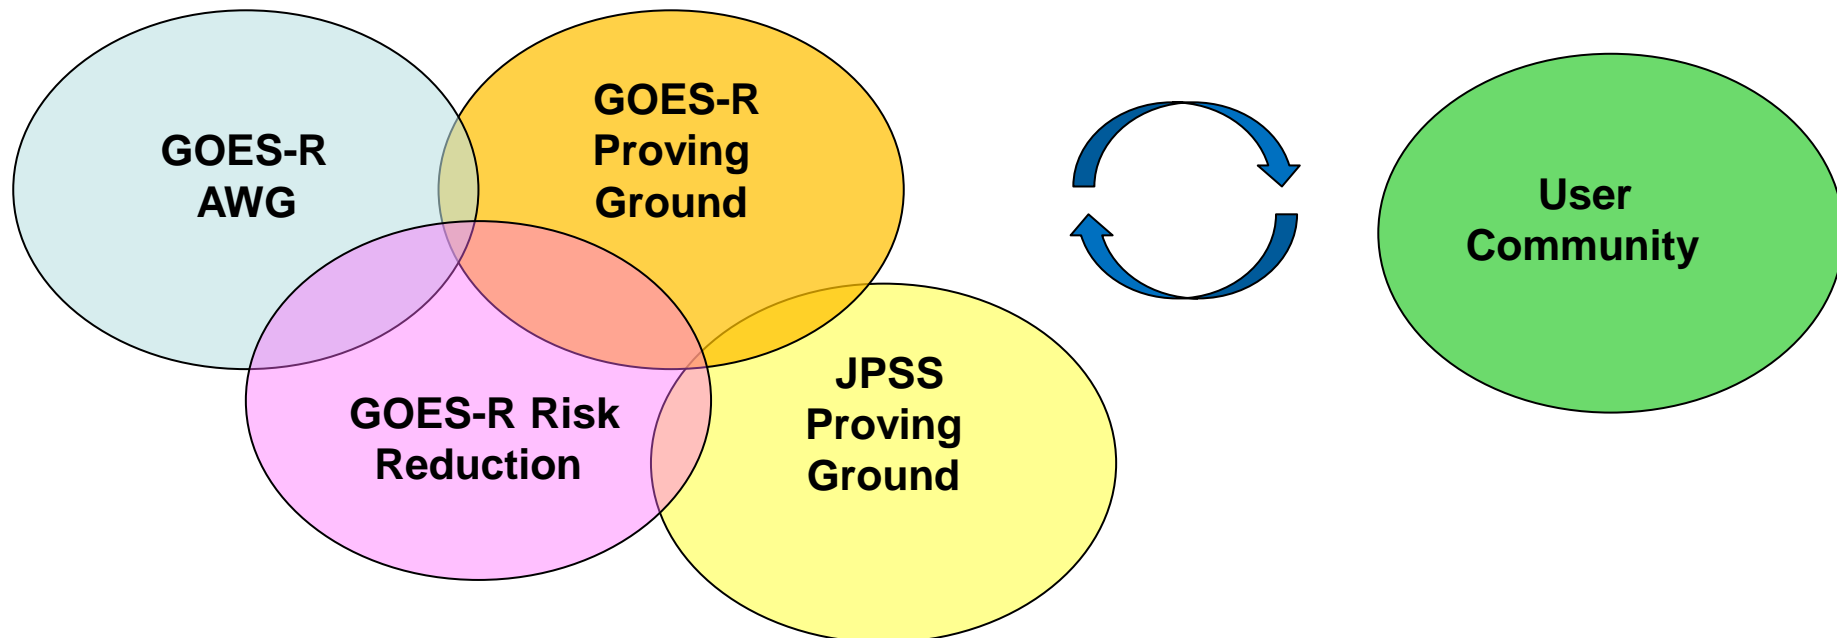 GOES-R
AWG
GOES-R
Proving
Ground
GOES-R Risk
Reduction
JPSS
Proving
Ground
User
Community